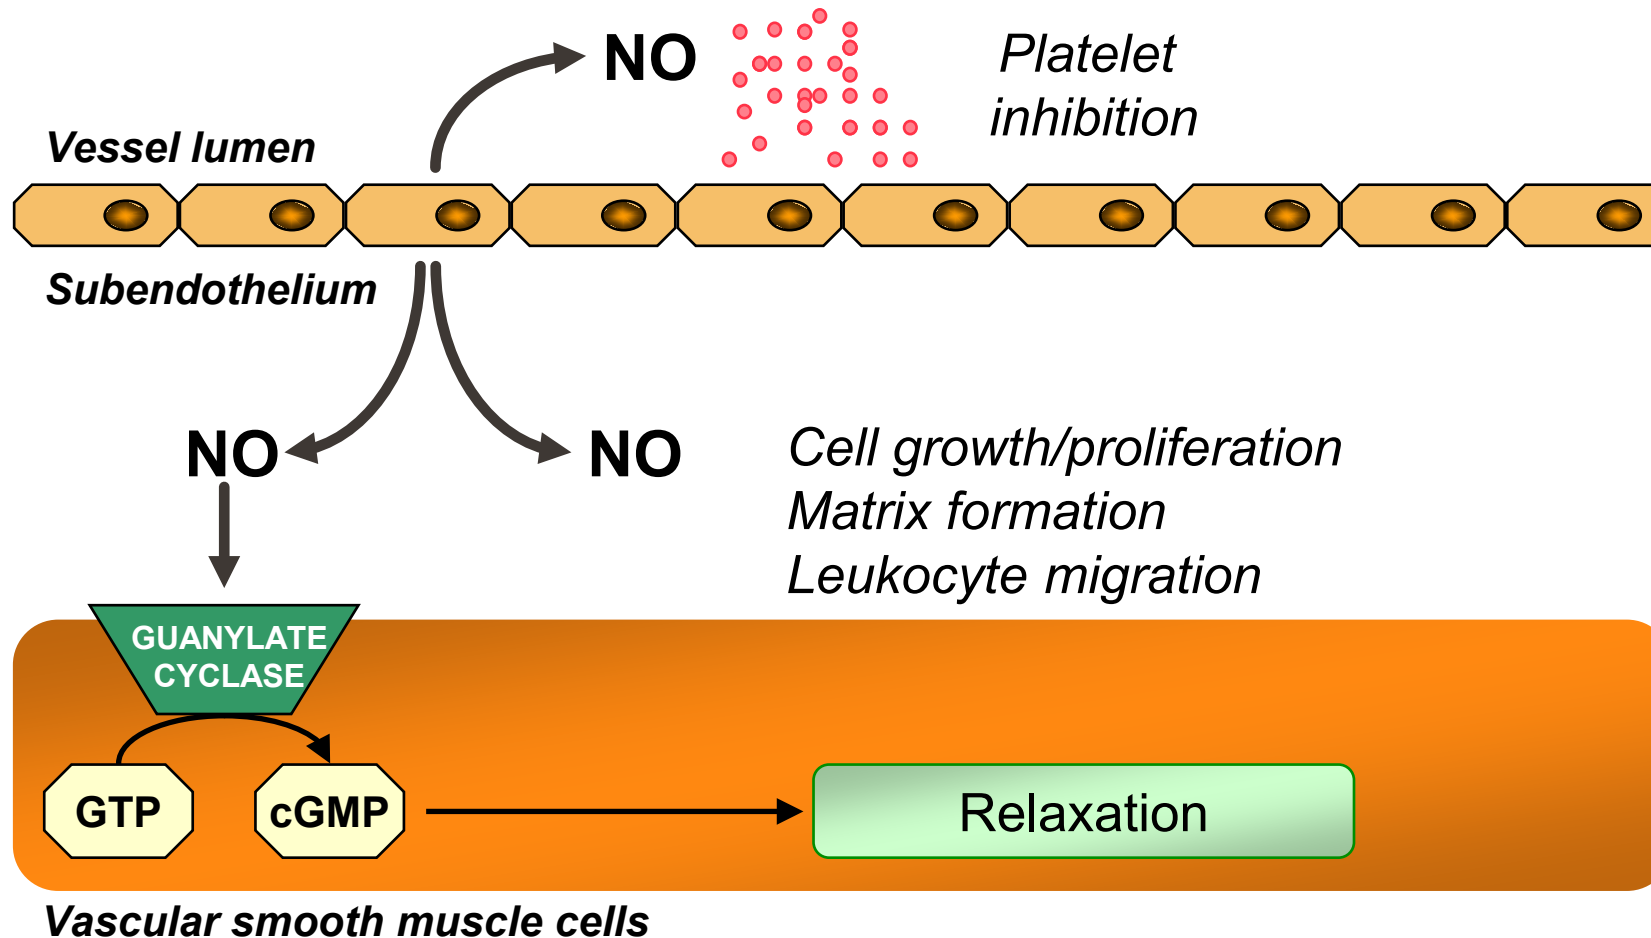 NO
Platelet
inhibition
Vessel lumen
Subendothelium
NO
NO
Cell growth/proliferation
Matrix formation
Leukocyte migration
GUANYLATE
CYCLASE
GTP
cGMP
Relaxation
Vascular smooth muscle cells